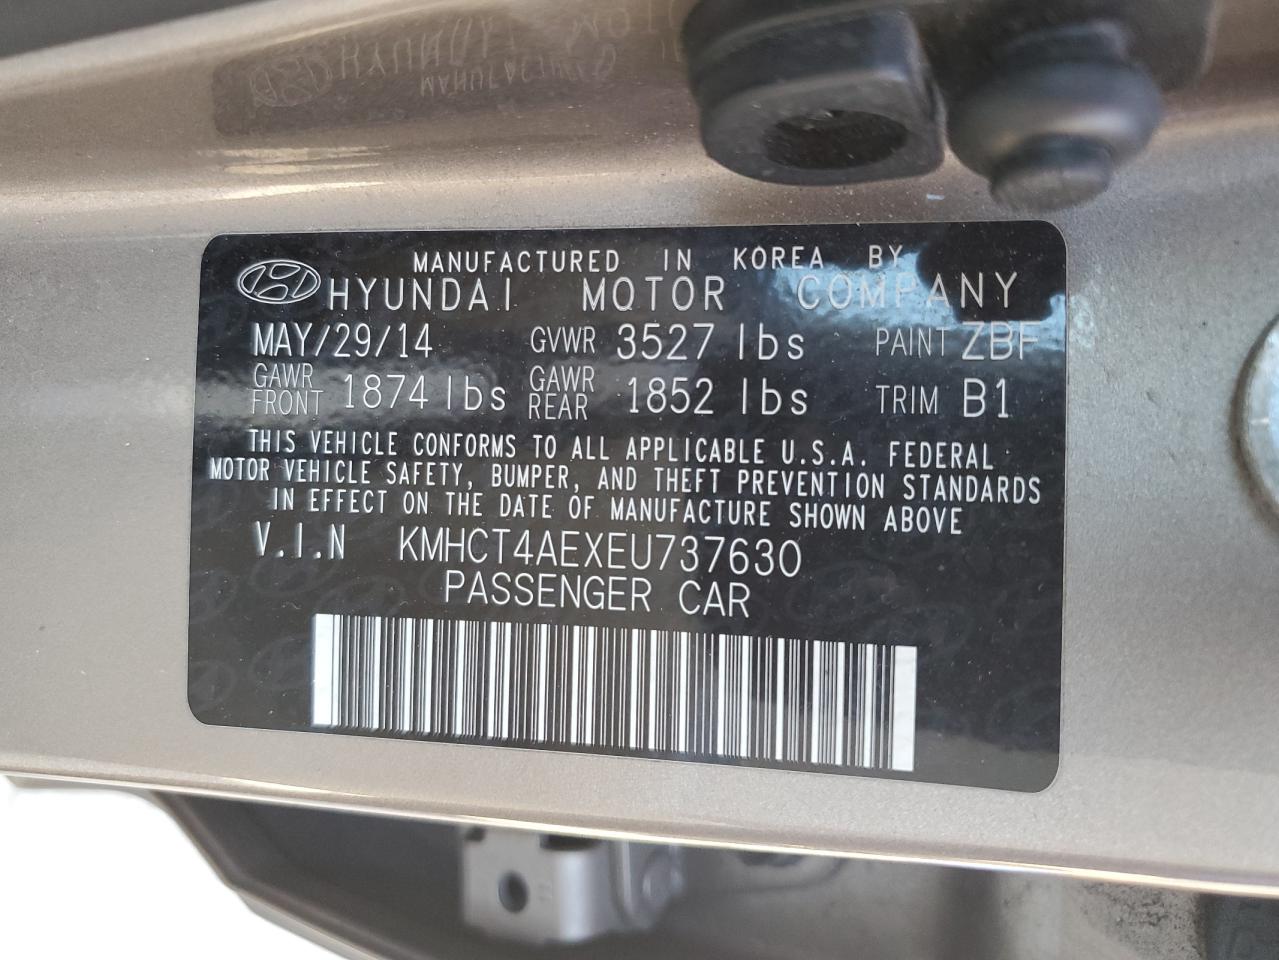 MANUFACTURED IN KOREA BY
HYUNDAI MOTOR COMPANY
MAY/29/14 GVWR 3527 lbs PAINT ZBF
GAWR FRONT 1874 lbs GAWR REAR 1852 lbs TRIM B1
THIS VEHICLE CONFORMS TO ALL APPLICABLE U.S.A. FEDERAL
MOTOR VEHICLE SAFETY, BUMPER, AND THEFT PREVENTION STANDARDS
IN EFFECT ON THE DATE OF MANUFACTURE SHOWN ABOVE
V.I.N KMHCT4AEXEU737630
PASSENGER CAR